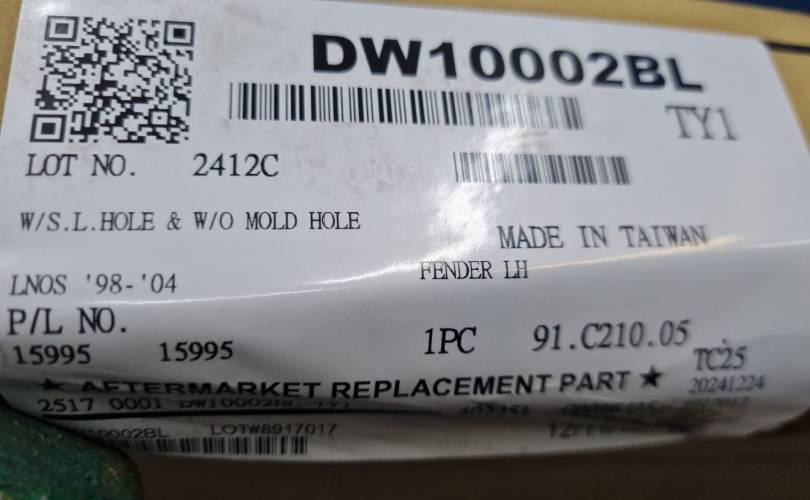 DW10002BL
TY1
LOT NO. 2412C
W/S.L.HOLE & W/O MOLD HOLE
MADE IN TAIWAN
FENDER LH
LNOS '98-'04
P/L NO.
15995 15995
1PC 91.C210.05
TC25
★ AFTERMARKET REPLACEMENT PART ★
20241224
2517 0001
10002BL LOT#8917017